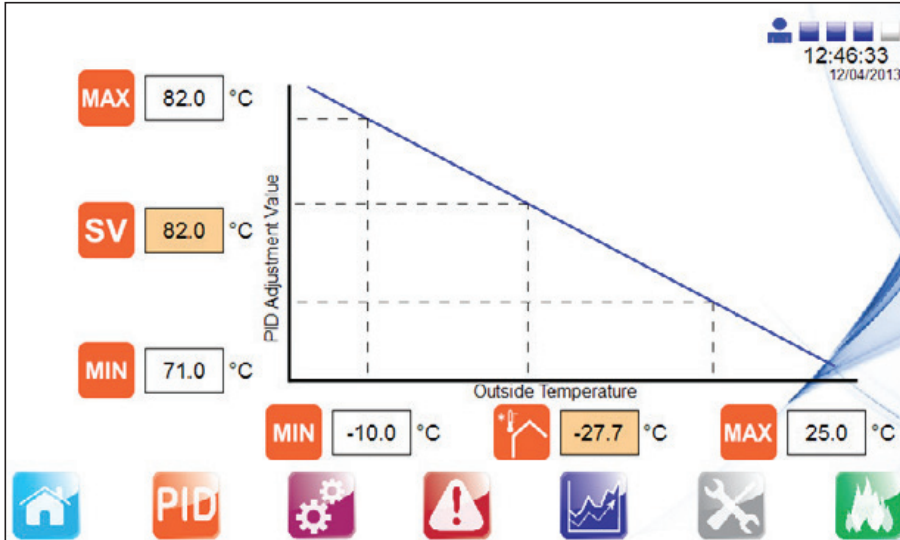 12:46:33
12/04/2013
MAX 82.0 °C
SV 82.0 °C
MIN 71.0 °C
PID Adjustment Value
Outside Temperature
MIN -10.0 °C -27.7 °C MAX 25.0 °C
PID